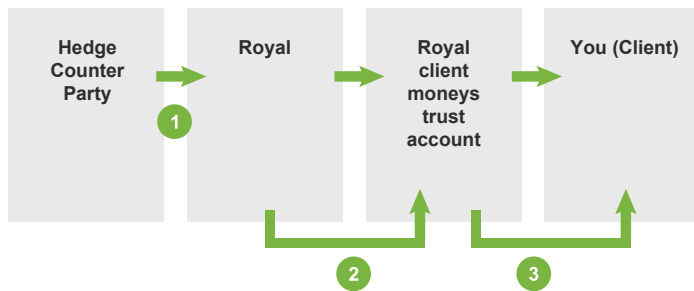 Hedge
Counter
Party
Royal
Royal
client
moneys
trust
account
You (Client)
1
2
3